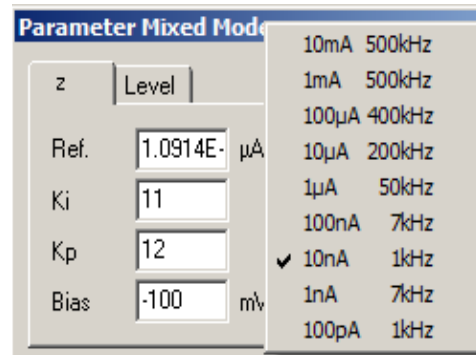 Parameter Mixed Mode
z Level
Ref. 1.0914E- µA
Ki 11
Kp 12
Bias -100 mV
10mA 500kHz
1mA 500kHz
100µA 400kHz
10µA 200kHz
1µA 50kHz
100nA 7kHz
10nA 1kHz
1nA 7kHz
100pA 1kHz